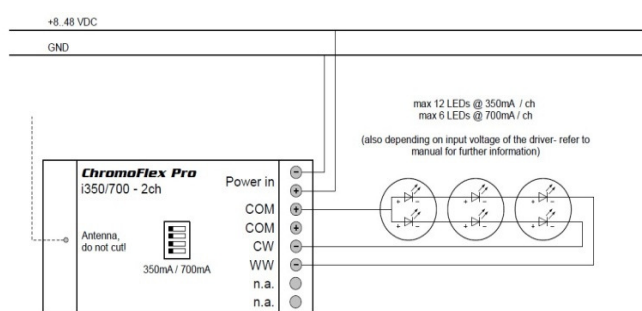 +8..48 VDC
GND
max 12 LEDs @ 350mA / ch
max 6 LEDs @ 700mA / ch
(also depending on input voltage of the driver- refer to
manual for further information)
ChromoFlex Pro
i350/700 - 2ch
Power in
COM
COM
CW
WW
n.a.
n.a.
Antenna,
do not cut!
350mA / 700mA